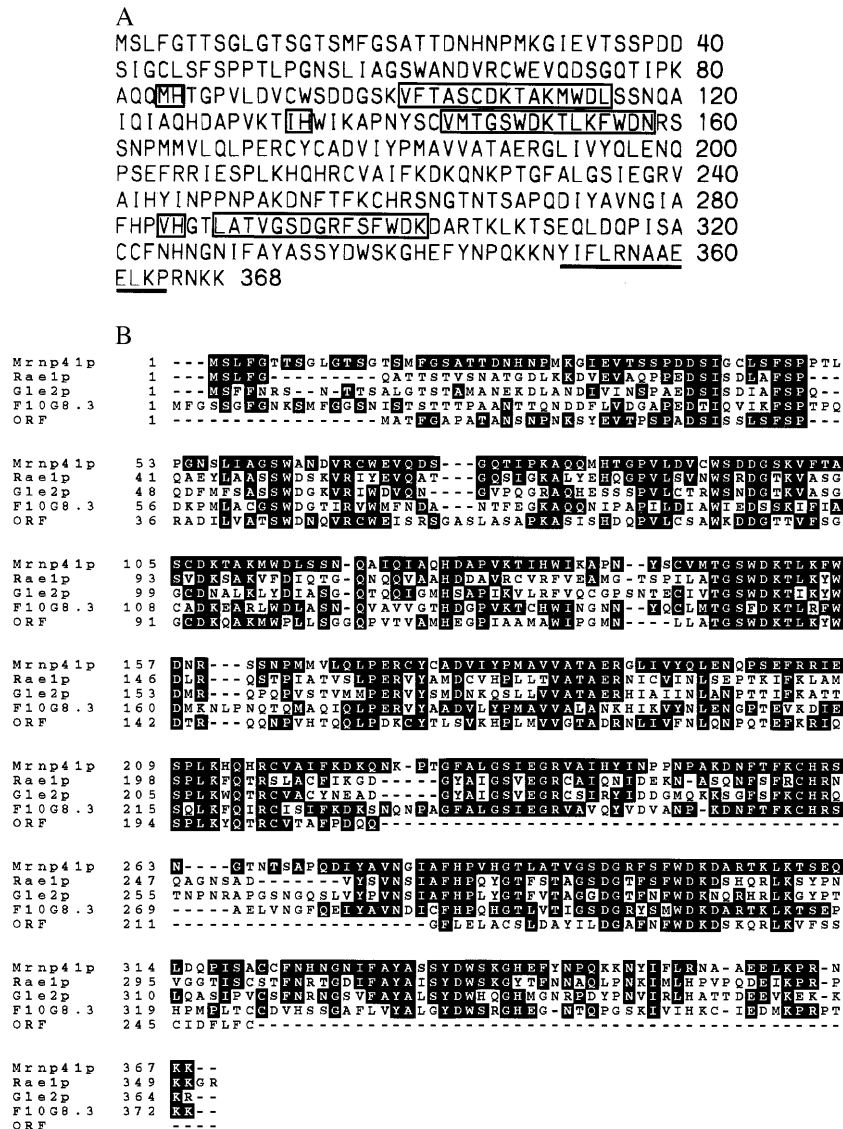 A
MSLFGTTSGLGTSGTSMFGSATTDNHNPMKGIEVTSSPDD 40
SIGCLSFSPPTLPGNSLIAGSWANDVRCWEVQDSGQTIPK 80
AQQMHTGPVLDVCWSDDGSKVFTASCDKTAKMWDLSSNQA 120
IQIAQHDAPVKTIHWIKAPNYSCVMTGSWDKTLKFWDNRS 160
SNPMMVLQLPERCYCADVIYPMAVVATAERGLIVYQLENQ 200
PSEFRRIESPLKHQHRCVAIFKDKQNKPTGFALGSIEGRV 240
AIHYINPPNPAKDNFTFKCHRSNGTNTSAPQDIYAVNGIA 280
FHPVHGTLATVGSDGRFSFWDKDARTKLKTSEQLDQPISA 320
CCFNHNGNIFAYASSYDWSKGHEFYNPQKKNYIFLRNAAE 360
ELKPRNKK 368
B
Mrnp41p 1 ---MSLFGTTSGLGTSGTSMFGSATTDNHNPMKGIEVTSSPDDSIGCLSFSPPTL
Rae1p 1 ---MSLFG-----------QATTSTVSNATGDLKKDVEVAQPPEDSISDLAFSP---
Gle2p 1 ---MSFFNRS---N-TTSALGTSTAMANEKDLANDIVINSPAEDSISDIAFSPQ--
F10G8.3 1 MFGSSGFGNKSMFGGSNISTSTTTPAANTTQNDDFLVDGAPEDTIQVIKFSPTPQ
ORF 1 -----------------MATFGAPATANSNPNKSYEVTPSPADSISSLSFSP---
Mrnp41p 53 PGNSLIAGSWANDVRCWEVQDS---GQTIPKAQQMHTGPVLDVCWSDDGSKVFTA
Rae1p 41 QAEYLAASSWDSKVRIYEVQAT---GQSIGKALYEHQGPVLSVNWSRDGTKVASG
Gle2p 48 QDFMFSASSWDGKVRIWDVQN----GVPQGRAQHESSSPVLCTRWSNDGTKVASG
F10G8.3 56 DKPMLACGSWDGTIRVWMFNDA---NTFEGKAQQNIPAPILDIAWIEDSSKIFIA
ORF 36 RADILVATSWDNQVRCWEISRSGASLASAPKASISHDQPVLCSAWKDDGTTVFSG
Mrnp41p 105 SCDKTAKMWDLSSN-QAIQIAQHDAPVKTIHWIKAPN--YSCVMTGSWDKTLKFW
Rae1p 93 SVDKSAKVFDIQTG-QNQQVAAHDDAVRCVRFVEAMG-TSPILATGSWDKTLKYW
Gle2p 99 GCDNALKLYDIASG-QTQQIGMHSAPIKVLRFVQCGPSNTECIVTGSWDKTIKYW
F10G8.3 108 CADKEARLWDLASN-QVAVVGTHDGPVKTCHWINGNN--YQCLMTGSFDKTLRFW
ORF 91 GCDKQAKMWPLLSGGQPVTVAMHEGPIAAMAWIPGMN---LLATGSWDKTLKYW
Mrnp41p 157 DNR---SSNPMMVLQLPERCYCADVIYPMAVVATAERGLIVYQLENQPSEFRRIE
Rae1p 146 DLR---QSTPIATVSLPERVYAMDCVHPLLTVATAERNICVINLSEPTKIFKLAM
Gle2p 153 DMR---QPQPVSTVMMPERVYSMDNKQSLLVVATAERHIAIINLANPTTIFKATT
F10G8.3 160 DMKNLPNQTQMAQIQLPERVYAADVLYPMAVVALANKHIKVYNLENGPTEVKDIE
ORF 142 DTR---QQNPVHTQQLPDKCYTLSVKHPLMVVGTADRNLIVFNLQNPQTEFKRIQ
Mrnp41p 209 SPLKHQHRCVAIFKDKQNK-PTGFALGSIEGRVAIHYINPPNPAKDNFTFKCHRS
Rae1p 198 SPLKFQTRSLACFIKGD-----GYAIGSVEGRCAIQNIDEKN-ASQNFSFRCHRN
Gle2p 205 SPLKWQTRCVACYNEAD-----GYAIGSVEGRCSIRYIDDGMQKKSGFSFKCHRQ
F10G8.3 215 SQLKFQIRCISIFKDKSNQNPAGFALGSIEGRVAVQYVDVANP-KDNFTFKCHRS
ORF 194 SPLKYQTRCVTAFPDQQ--------------------------------------
Mrnp41p 263 N----GTNTSAPQDIYAVNGIAFHPVHGTLATVGSDGRFSFWDKDARTKLKTSEQ
Rae1p 247 QAGNSAD-----VYSVNSIAFHPQYGTFSTAGSDGTFSFWDKDSHQRLKSYPN
Gle2p 255 TNPNRAPGSNGQSLVYPVNSIAFHPLYGTFVTAGGDGTFNFWDKNQRHRLKGYPT
F10G8.3 269 ----AELVNGFQEIYAVNDICFHPQHGTLVTIGSDGRYSMWDKDARTKLKTSEP
ORF 211 ------------------------GFLELACSLDAYILDGAFNFWDKDSKQRLKVFSS
Mrnp41p 314 LDQPISACCFNHNGNIFAYASSYDWSKGHEFYNPQKKNYIFLRNA-AEELKPR-N
Rae1p 295 VGGTISCSTFNRTGDIFAYAISYDWSKGYTFNNAQLPNKIMLHPVPQDEIKPR-P
Gle2p 310 LQASIPVCSFNRNGSVFAYALSYDWHQGHMGNRPDYPNVIRLHATTDEEVKEK-K
F10G8.3 319 HPMPLTCCDVHSSGAFLVYALGYDWSRGHEG-NTQPGSKIVIHKC-IEDMKPRPT
ORF 245 CIDFLFC------------------------------------------------
Mrnp41p 367 KK--
Rae1p 349 KKGR
Gle2p 364 KR--
F10G8.3 372 KK--
ORF ----